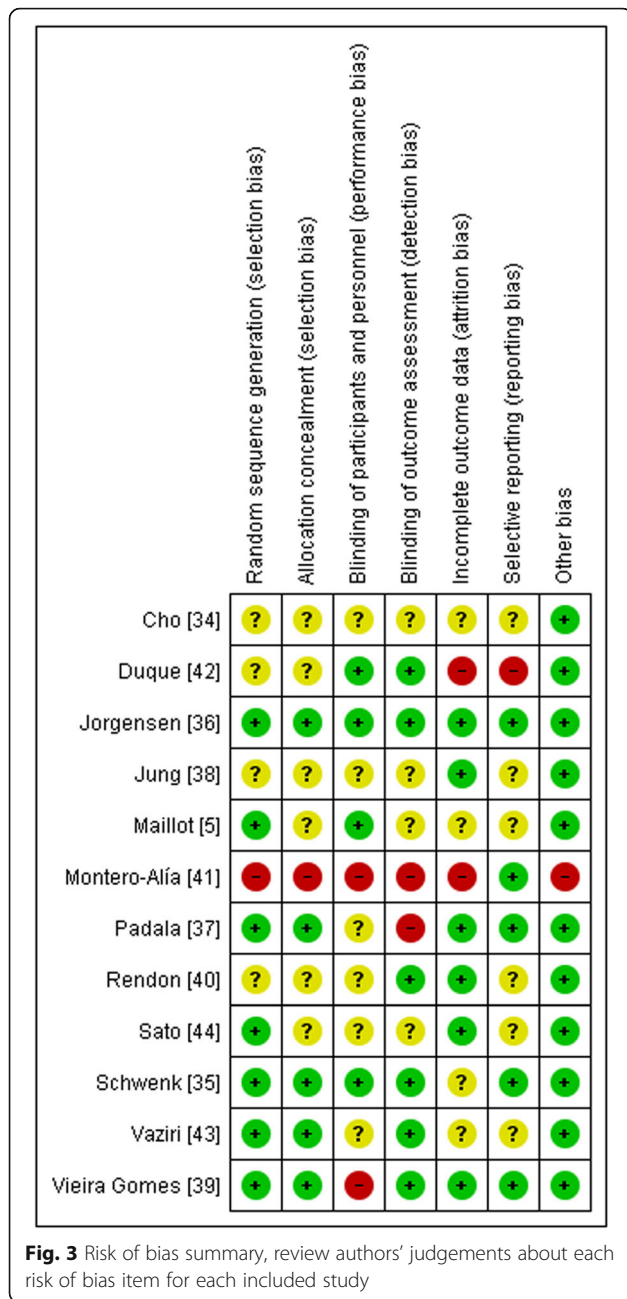 Random sequence generation (selection bias)
Allocation concealment (selection bias)
Blinding of participants and personnel (performance bias)
Blinding of outcome assessment (detection bias)
Incomplete outcome data (attrition bias)
Selective reporting (reporting bias)
Other bias
Cho [34] ? ? ? ? ? ? +
Duque [42] ? ? + + - - +
Jorgensen [36] + + + + + + +
Jung [38] ? ? ? ? + ? +
Maillot [5] + ? + ? ? ? +
Montero-Alía [41] - - - - - + -
Padala [37] + + ? - + + +
Rendon [40] ? ? ? + + ? +
Sato [44] + ? ? ? + ? +
Schwenk [35] + + + + ? + +
Vaziri [43] + + ? + ? ? +
Vieira Gomes [39] + + - + + + +
Fig. 3 Risk of bias summary, review authors' judgements about each
risk of bias item for each included study